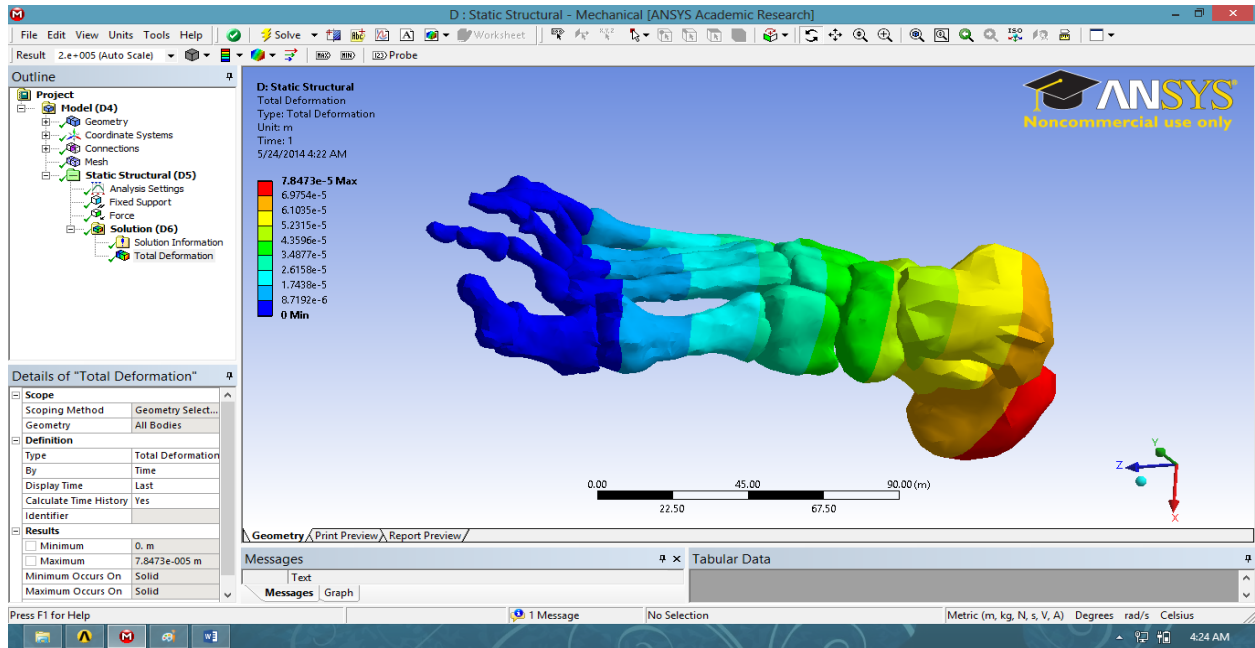 D : Static Structural - Mechanical [ANSYS Academic Research]
File Edit View Units Tools Help Solve Worksheet
Result 2.e+005 (Auto Scale) Probe
Outline
Project
Model (D4)
Geometry
Coordinate Systems
Connections
Mesh
Static Structural (D5)
Analysis Settings
Fixed Support
Force
Solution (D6)
Solution Information
Total Deformation
D: Static Structural
Total Deformation
Type: Total Deformation
Unit: m
Time: 1
5/24/2014 4:22 AM
7.8473e-5 Max
6.9754e-5
6.1035e-5
5.2315e-5
4.3596e-5
3.4877e-5
2.6158e-5
1.7438e-5
8.7192e-6
0 Min
ANSYS
Noncommercial use only
0.00 45.00 90.00 (m)
22.50 67.50
Y
Z
X
Details of "Total Deformation"
Scope
Scoping Method Geometry Select...
Geometry All Bodies
Definition
Type Total Deformation
By Time
Display Time Last
Calculate Time History Yes
Identifier
Results
Minimum 0. m
Maximum 7.8473e-005 m
Minimum Occurs On Solid
Maximum Occurs On Solid
Geometry Print Preview Report Preview
Messages
Text
Messages Graph
Tabular Data
Press F1 for Help 1 Message No Selection Metric (m, kg, N, s, V, A) Degrees rad/s Celsius
4:24 AM